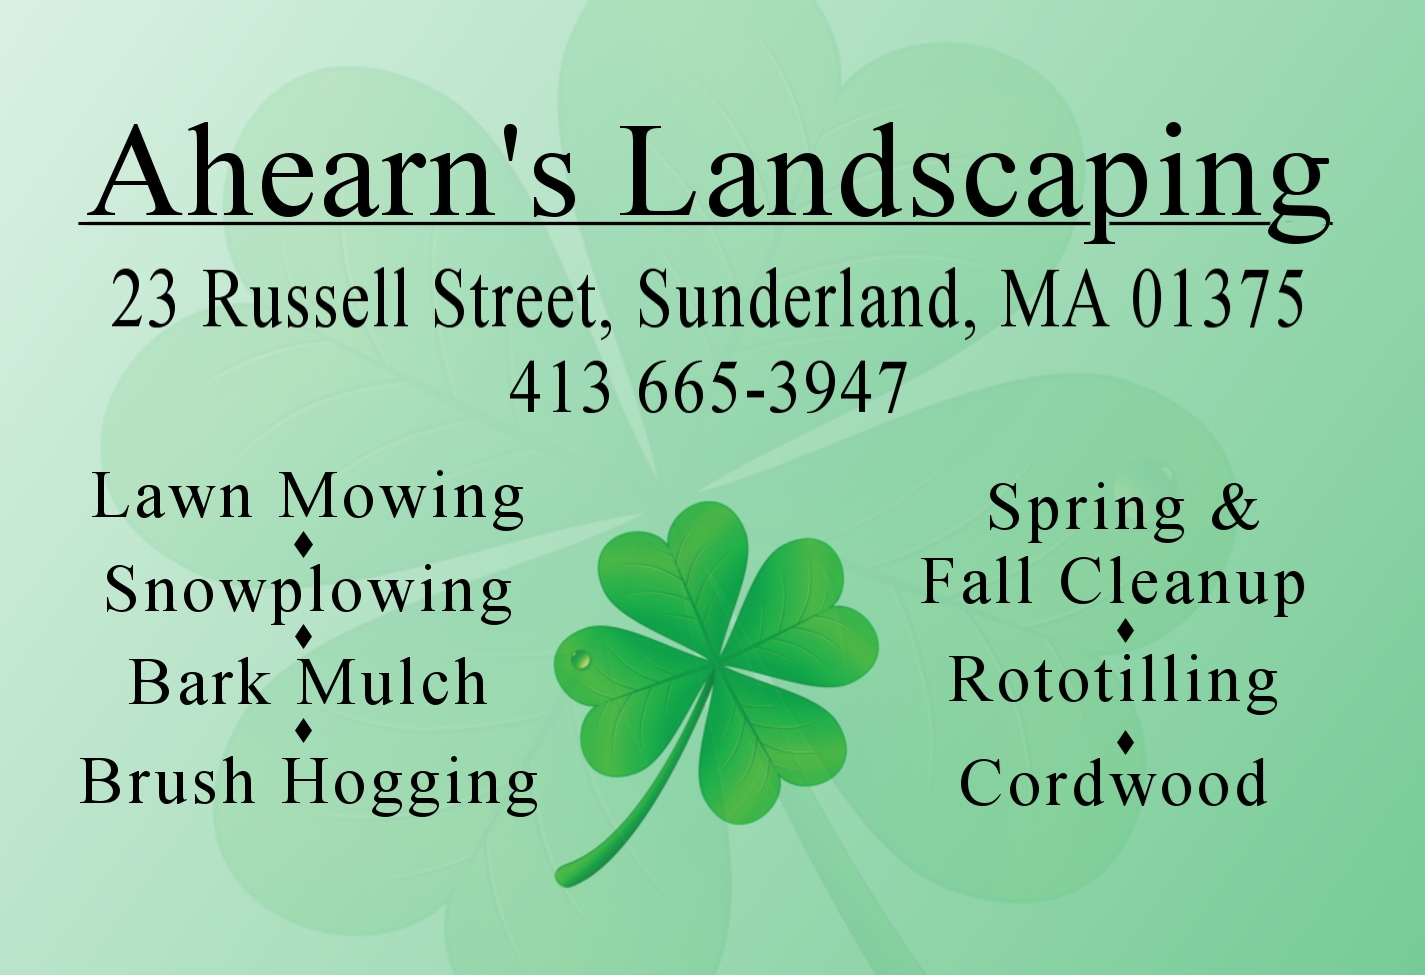 Ahearn's Landscaping
23 Russell Street, Sunderland, MA 01375
413 665-3947
Lawn Mowing
Snowplowing
Bark Mulch
Brush Hogging
Spring &
Fall Cleanup
Rototilling
Cordwood